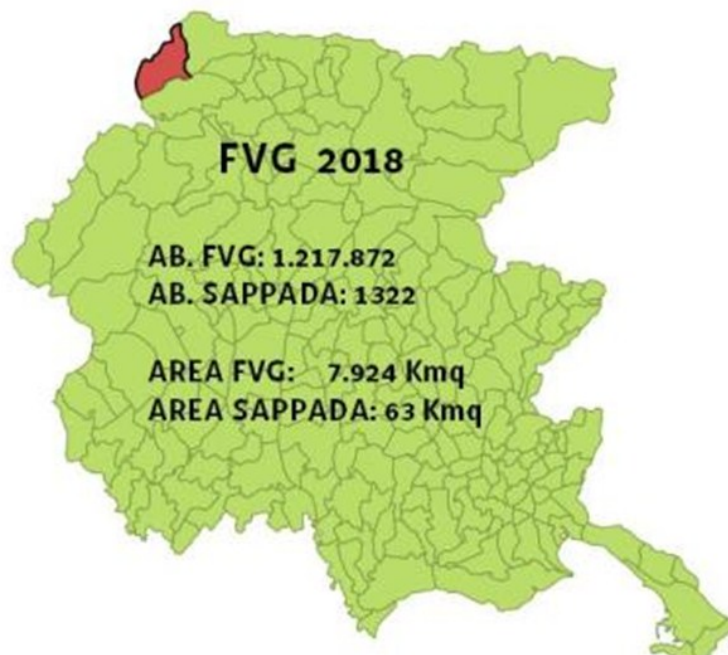 FVG 2018
AB. FVG: 1.217.872
AB. SAPPADA: 1322
AREA FVG: 7.924 Kmq
AREA SAPPADA: 63 Kmq